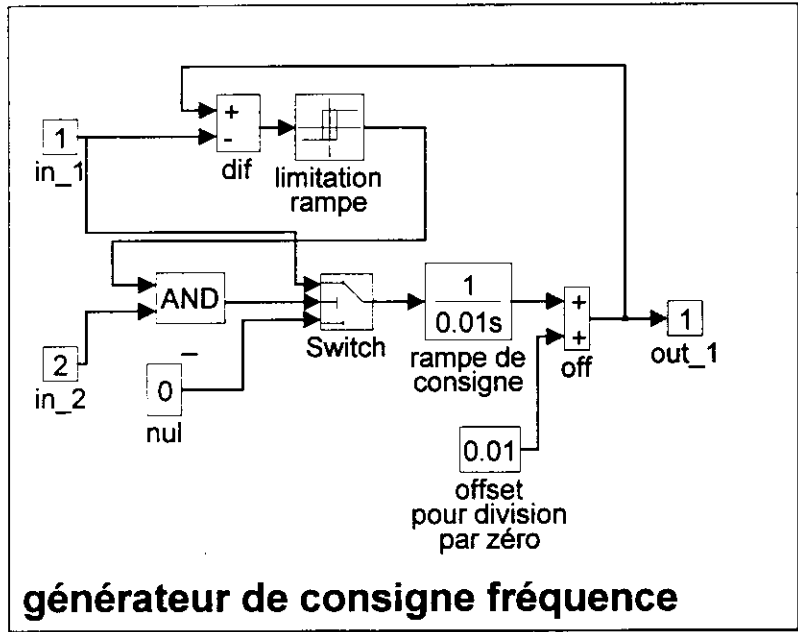 +
-
dif
1
in_1
limitation
rampe
AND
2
in_2
0
nul
Switch
1
0.01s
rampe de
consigne
+
+
off
1
out_1
0.01
offset
pour division
par zéro
générateur de consigne fréquence